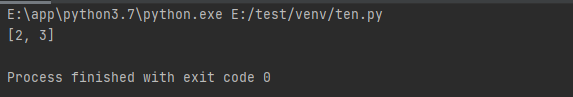 E:\app\python3.7\python.exe E:/test/venv/ten.py
[2, 3]
Process finished with exit code 0